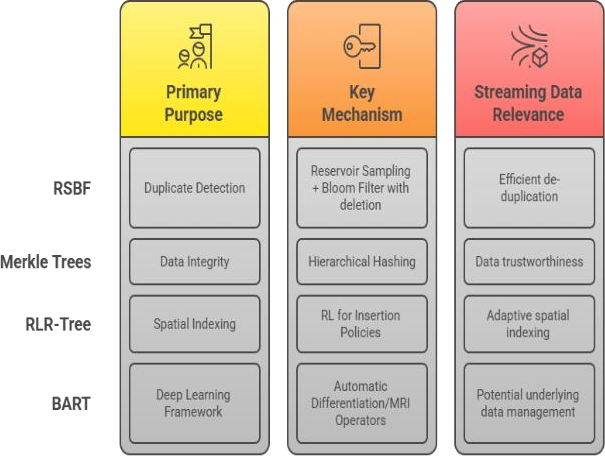 Primary
Purpose
Key
Mechanism
Streaming Data
Relevance
RSBF
Duplicate Detection
Reservoir Sampling
+ Bloom Filter with
deletion
Efficient de-
duplication
Merkle Trees
Data Integrity
Hierarchical Hashing
Data trustworthiness
RLR-Tree
Spatial Indexing
RL for Insertion
Policies
Adaptive spatial
indexing
BART
Deep Learning
Framework
Automatic
Differentiation/MRI
Operators
Potential underlying
data management